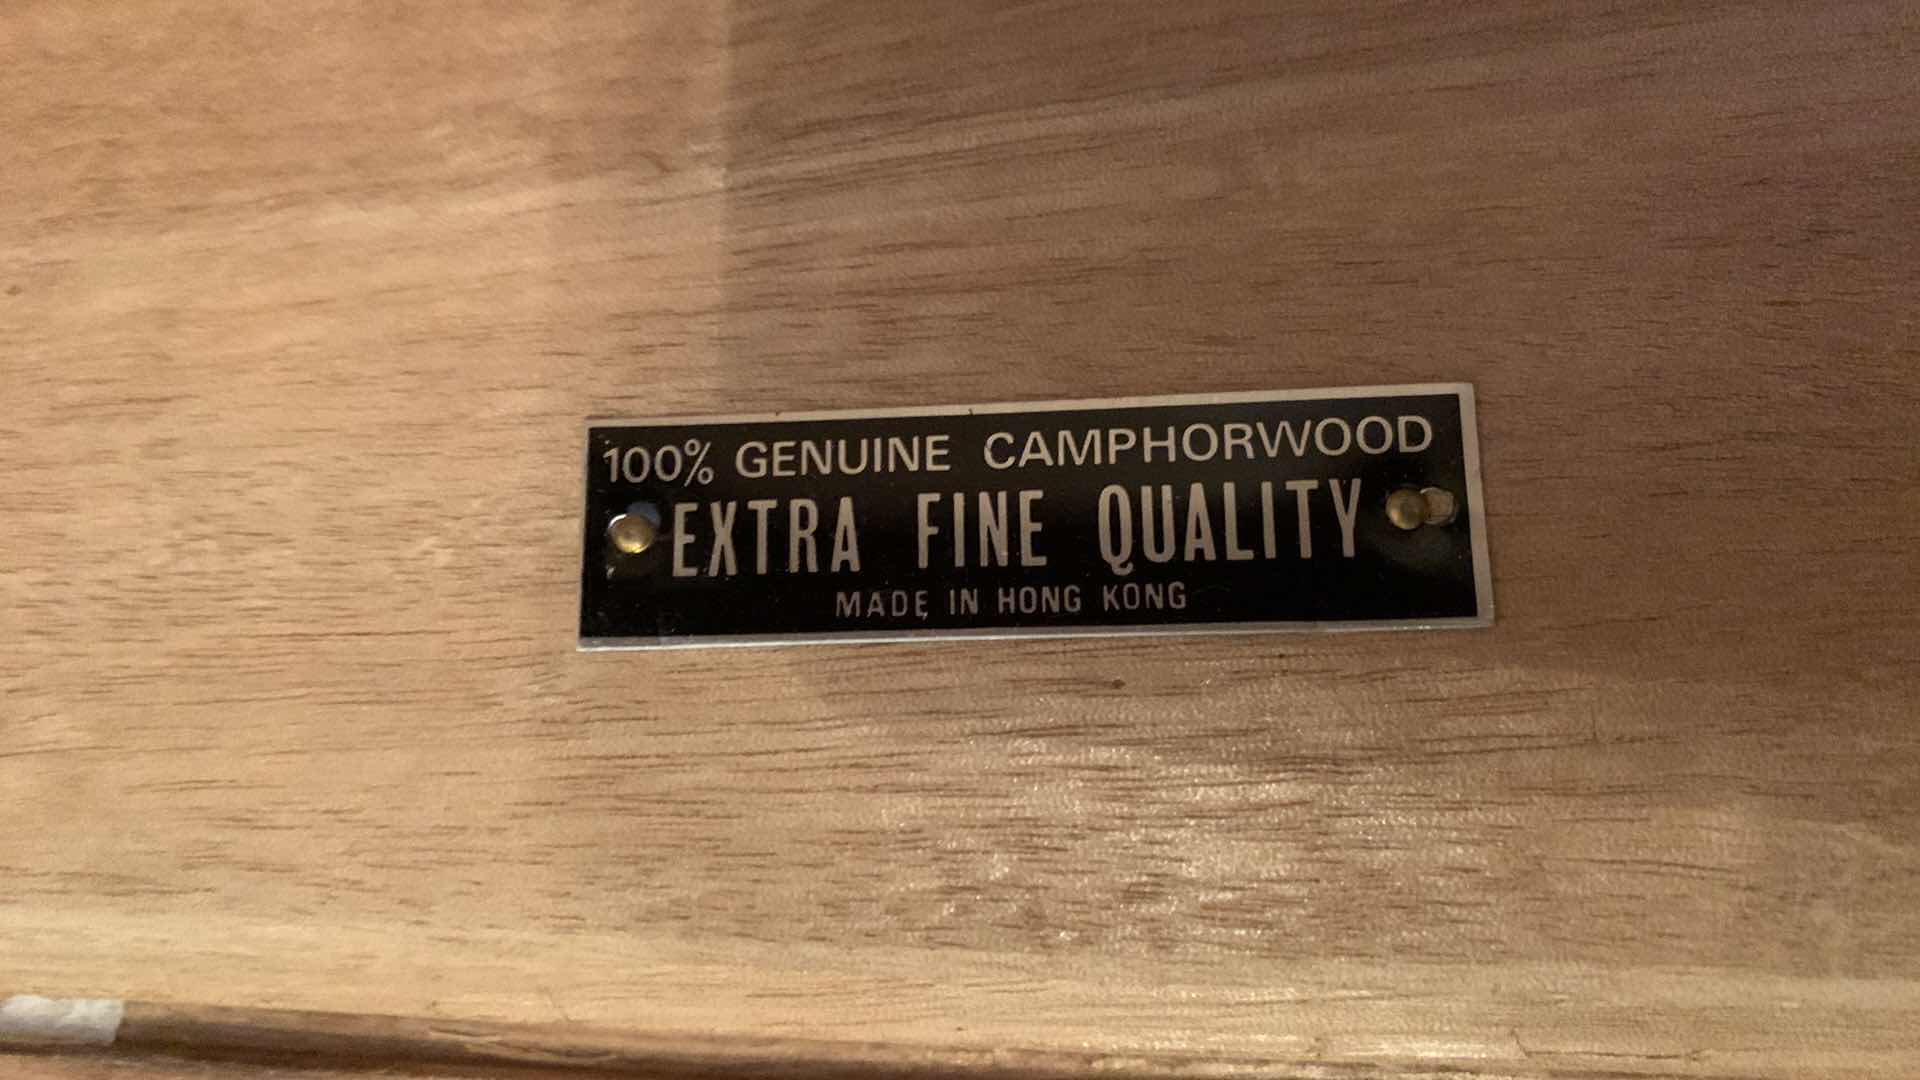 100% GENUINE CAMPHORWOOD
EXTRA FINE QUALITY
MADE IN HONG KONG